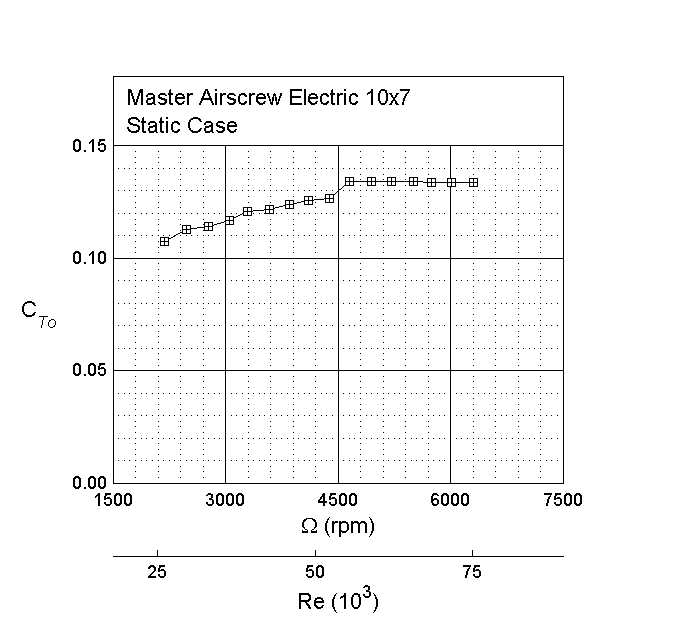 Master Airscrew Electric 10x7
Static Case
0.15
0.10
C_To
0.05
0.00
1500 3000 4500 6000 7500
Ω (rpm)
25 50 75
Re (10³)